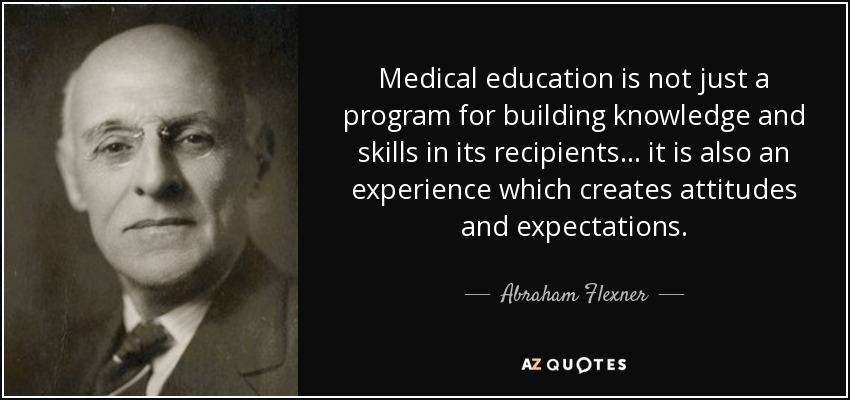 Medical education is not just a
program for building knowledge and
skills in its recipients... it is also an
experience which creates attitudes
and expectations.
Abraham Flexner
AZ QUOTES